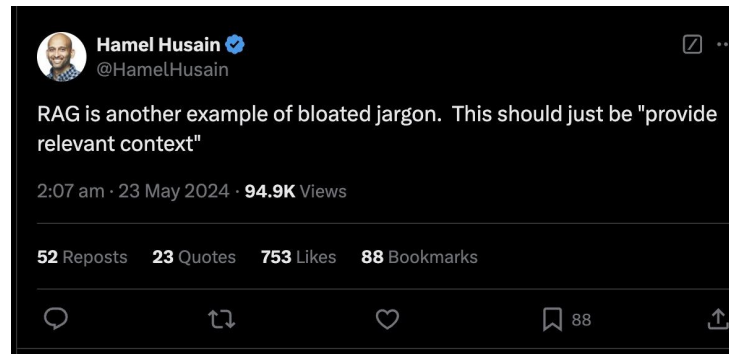 Hamel Husain
@HamelHusain
RAG is another example of bloated jargon.  This should just be "provide
relevant context"
2:07 am · 23 May 2024 · 94.9K Views
52 Reposts 23 Quotes 753 Likes 88 Bookmarks
88